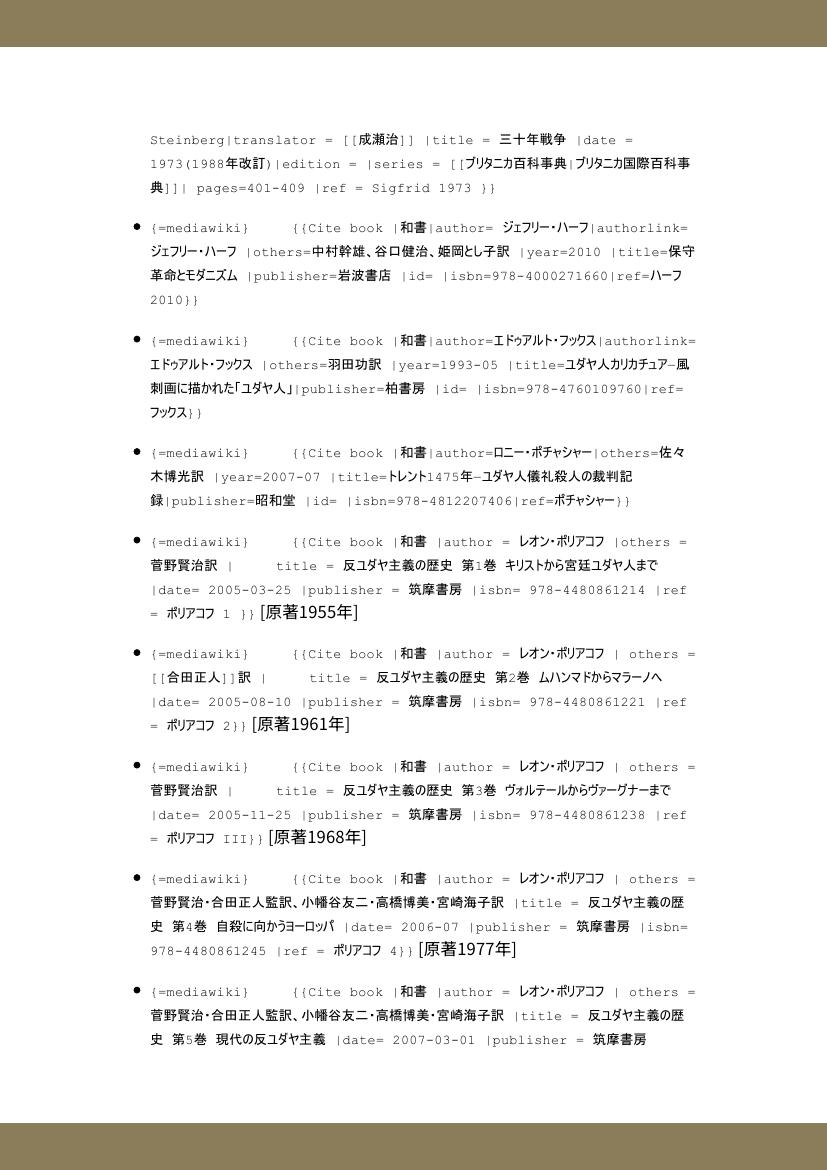 Steinberg|translator = [[成瀬治]] |title = 三十年戦争 |date =
1973(1988年改訂)|edition = |series = [[ブリタニカ百科事典|ブリタニカ国際百科事
典]]| pages=401-409 |ref = Sigfrid 1973 }}
• {=mediawiki} {{Cite book |和書|author= ジェフリー・ハーフ|authorlink=
ジェフリー・ハーフ |others=中村幹雄、谷口健治、姫岡とし子訳 |year=2010 |title=保守
革命とモダニズム |publisher=岩波書店 |id= |isbn=978-4000271660|ref=ハーフ
2010}}
• {=mediawiki} {{Cite book |和書|author=エドゥアルト・フックス|authorlink=
エドゥアルト・フックス |others=羽田功訳 |year=1993-05 |title=ユダヤ人カリカチュア―風
刺画に描かれた「ユダヤ人」|publisher=柏書房 |id= |isbn=978-4760109760|ref=
フックス}}
• {=mediawiki} {{Cite book |和書|author=ロニー・ポチャシャー|others=佐々
木博光訳 |year=2007-07 |title=トレント1475年―ユダヤ人儀礼殺人の裁判記
録|publisher=昭和堂 |id= |isbn=978-4812207406|ref=ポチャシャー}}
• {=mediawiki} {{Cite book |和書 |author = レオン・ポリアコフ |others =
菅野賢治訳 | title = 反ユダヤ主義の歴史 第1巻 キリストから宮廷ユダヤ人まで
|date= 2005-03-25 |publisher = 筑摩書房 |isbn= 978-4480861214 |ref
= ポリアコフ 1 }} [原著1955年]
• {=mediawiki} {{Cite book |和書 |author = レオン・ポリアコフ | others =
[[合田正人]]訳 | title = 反ユダヤ主義の歴史 第2巻 ムハンマドからマラーノへ
|date= 2005-08-10 |publisher = 筑摩書房 |isbn= 978-4480861221 |ref
= ポリアコフ 2}} [原著1961年]
• {=mediawiki} {{Cite book |和書 |author = レオン・ポリアコフ | others =
菅野賢治訳 | title = 反ユダヤ主義の歴史 第3巻 ヴォルテールからヴァーグナーまで
|date= 2005-11-25 |publisher = 筑摩書房 |isbn= 978-4480861238 |ref
= ポリアコフ III}} [原著1968年]
• {=mediawiki} {{Cite book |和書 |author = レオン・ポリアコフ | others =
菅野賢治・合田正人監訳、小幡谷友二・高橋博美・宮崎海子訳 |title = 反ユダヤ主義の歴
史 第4巻 自殺に向かうヨーロッパ |date= 2006-07 |publisher = 筑摩書房 |isbn=
978-4480861245 |ref = ポリアコフ 4}} [原著1977年]
• {=mediawiki} {{Cite book |和書 |author = レオン・ポリアコフ | others =
菅野賢治・合田正人監訳、小幡谷友二・高橋博美・宮崎海子訳 |title = 反ユダヤ主義の歴
史 第5巻 現代の反ユダヤ主義 |date= 2007-03-01 |publisher = 筑摩書房